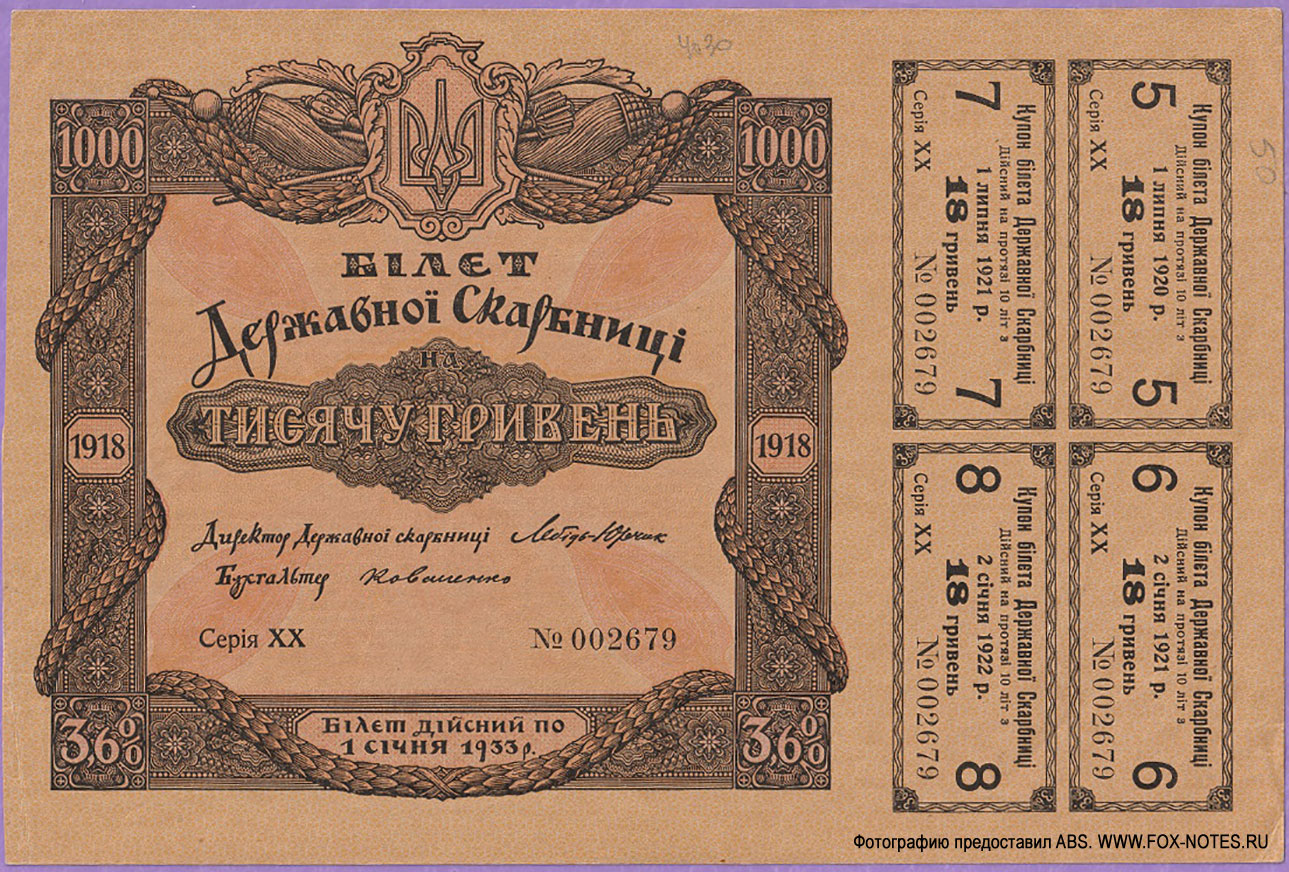 4430
1000
1000
БІЛЄТ
Державної Скарбниці
НА
ТИСЯЧУ ГРИВЕНЬ
1918
1918
Директор Державної скарбниці Лебідь-Юрчик
Бухгальтер
Серія XX № 002679
3,6%
БІЛЕТ ДІЙСНИЙ ПО
1 СІЧНЯ 1933 р.
3,6%
7 7
Купон білета Державної Скарбниці
Дійсний на протязі 10 літ з
1 липня 1921 р.
18 гривень
Серія XX № 002679
5 5
Купон білета Державної Скарбниці
Дійсний на протязі 10 літ з
1 липня 1920 р.
18 гривень
Серія XX № 002679
8 8
Купон білета Державної Скарбниці
Дійсний на протязі 10 літ з
2 січня 1922 р.
18 гривень
Серія XX № 002679
6 6
Купон білета Державної Скарбниці
Дійсний на протязі 10 літ з
2 січня 1921 р.
18 гривень
Серія XX № 002679
50
Фотографию предоставил ABS. WWW.FOX-NOTES.RU